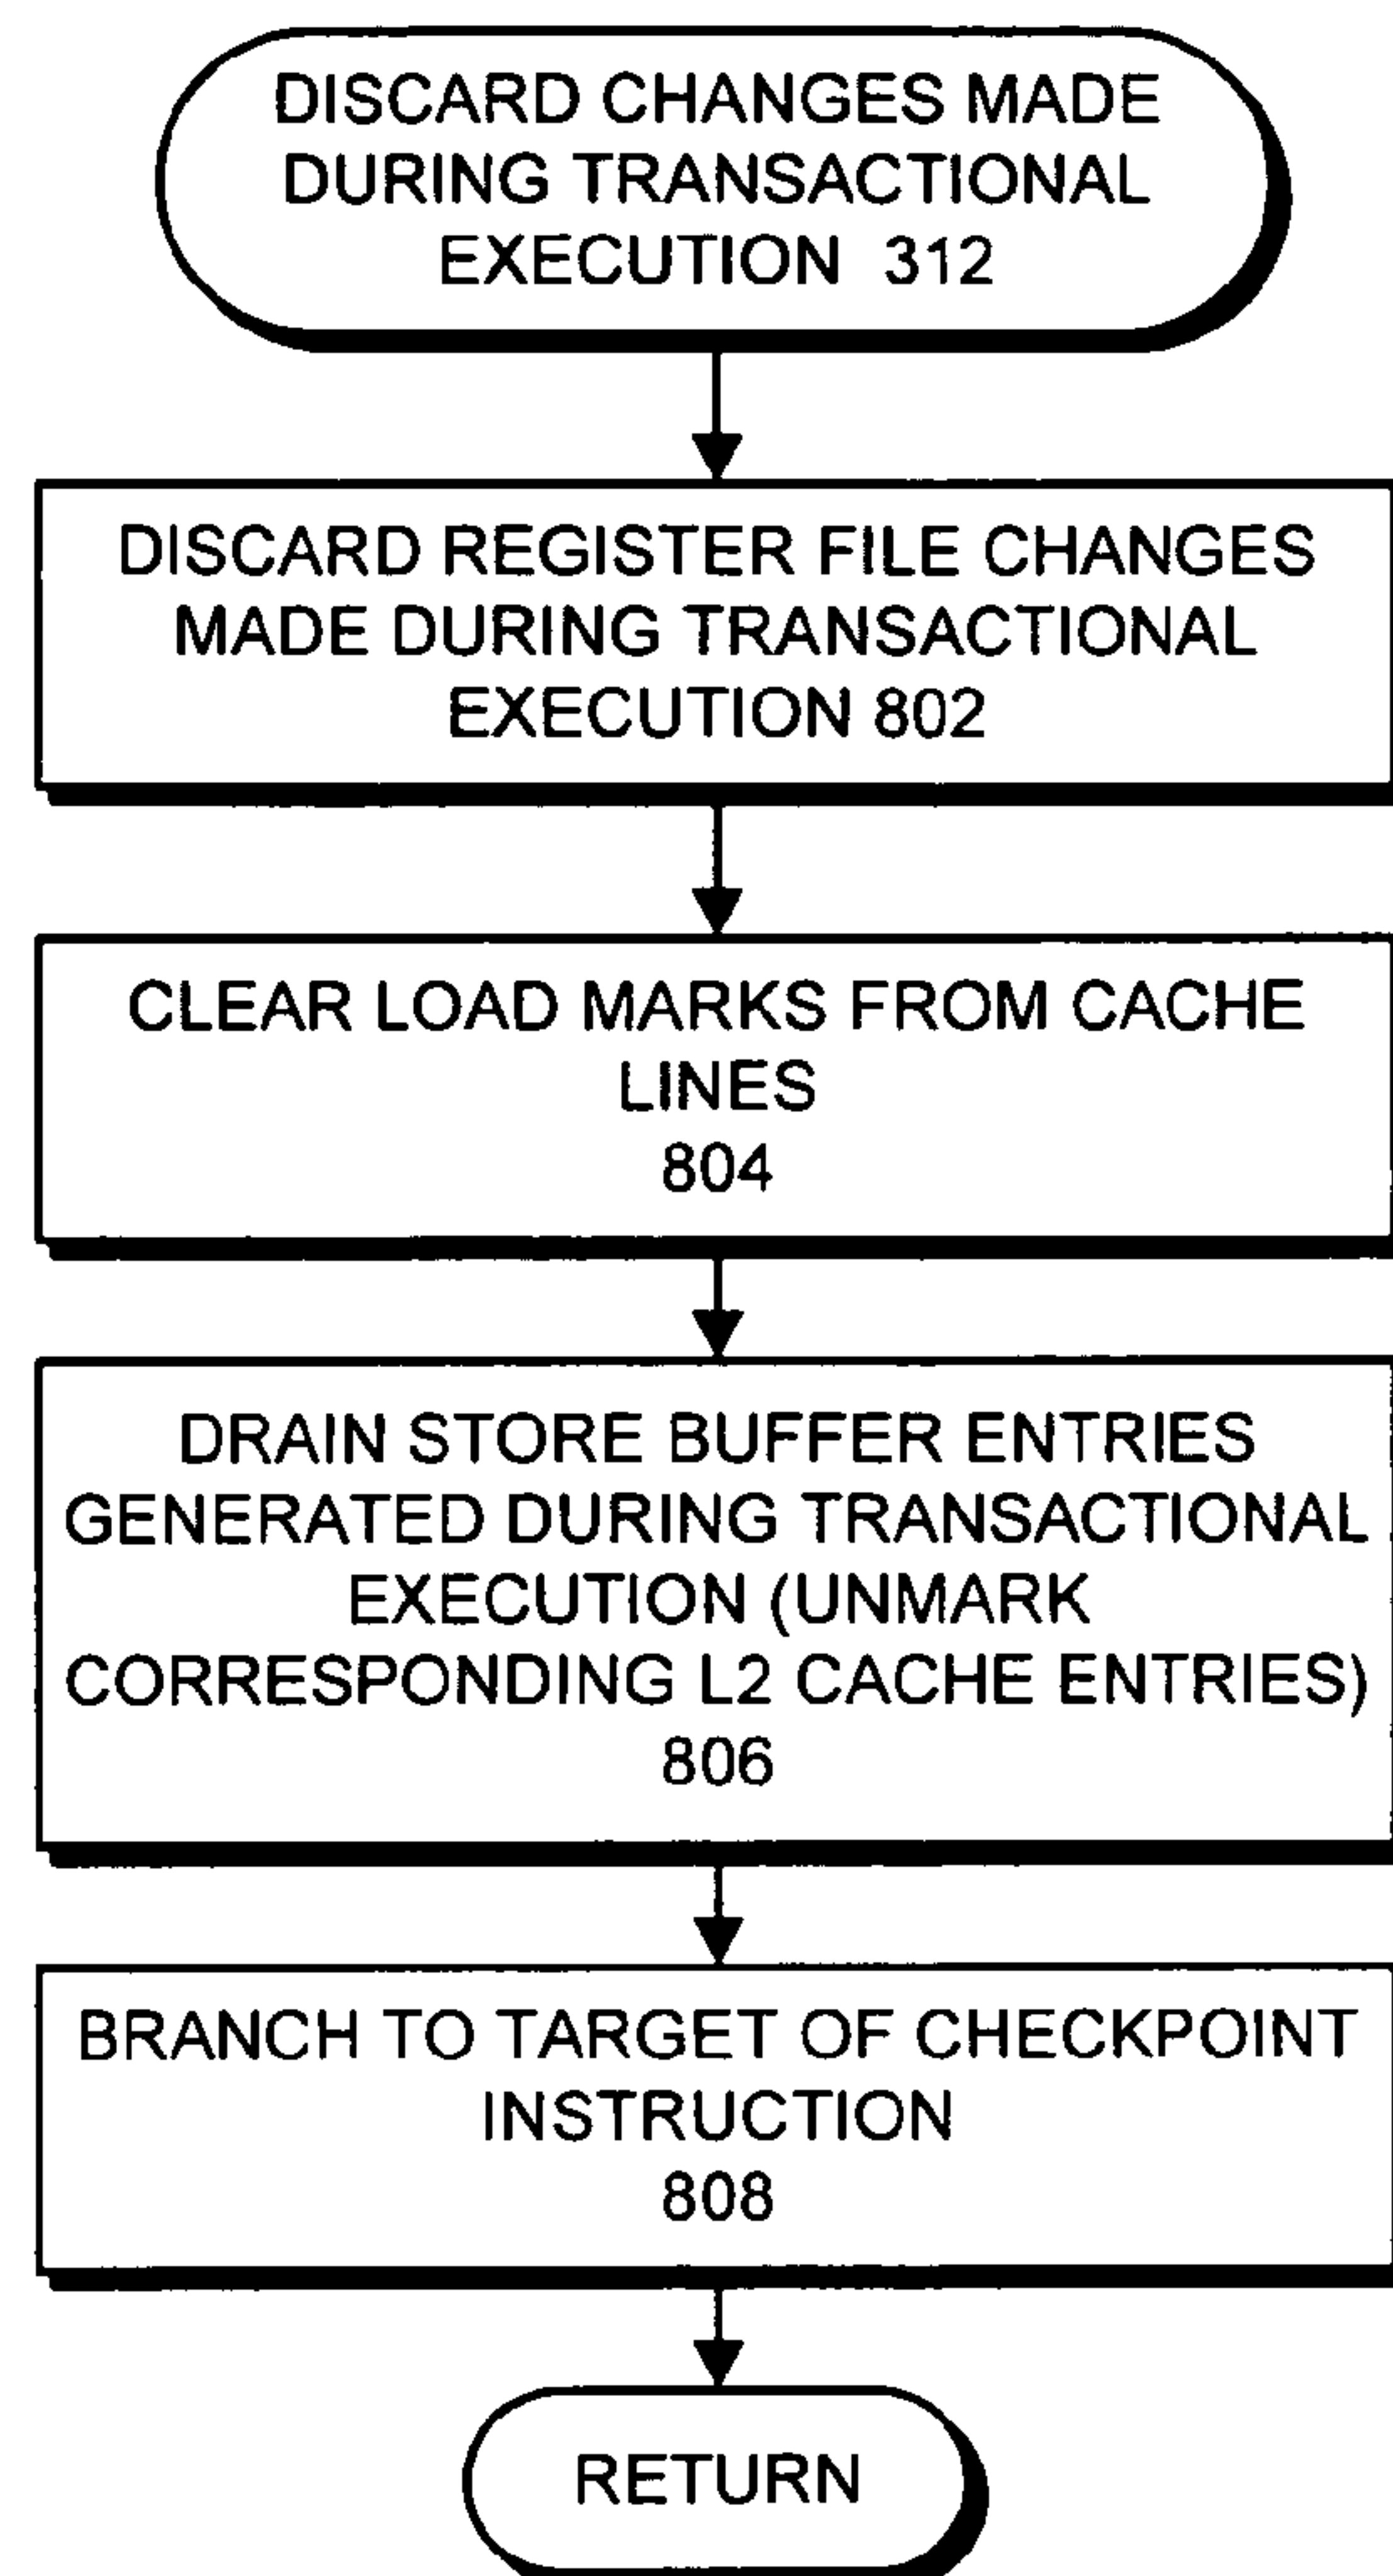 DISCARD CHANGES MADE
DURING TRANSACTIONAL
EXECUTION 312
DISCARD REGISTER FILE CHANGES
MADE DURING TRANSACTIONAL
EXECUTION 802
CLEAR LOAD MARKS FROM CACHE
LINES
804
DRAIN STORE BUFFER ENTRIES
GENERATED DURING TRANSACTIONAL
EXECUTION (UNMARK
CORRESPONDING L2 CACHE ENTRIES)
806
BRANCH TO TARGET OF CHECKPOINT
INSTRUCTION
808
RETURN